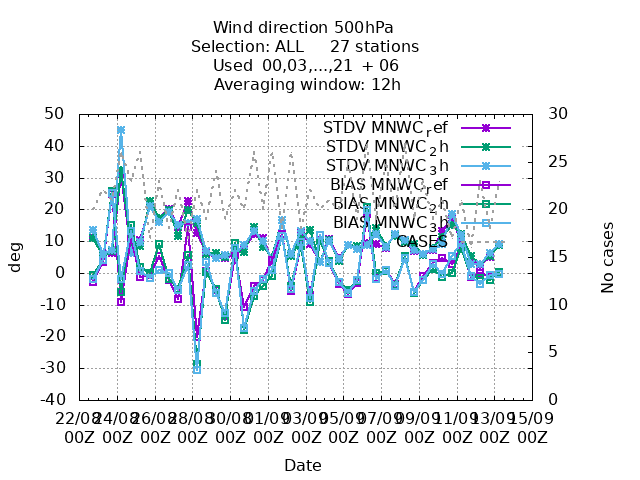 Wind direction 500hPa
Selection: ALL 27 stations
Used 00,03,...,21 + 06
Averaging window: 12h
STDV MNWC_ref
STDV MNWC_2h
STDV MNWC_3h
BIAS MNWC_ref
BIAS MNWC_2h
BIAS MNWC_3h
CASES
50
40
30
20
10
0
-10
-20
-30
-40
deg
30
25
20
15
10
5
0
No cases
22/08 24/08 26/08 28/08 30/08 01/09 03/09 05/09 07/09 09/09 11/09 13/09 15/09
00Z 00Z 00Z 00Z 00Z 00Z 00Z 00Z 00Z 00Z 00Z 00Z 00Z
Date